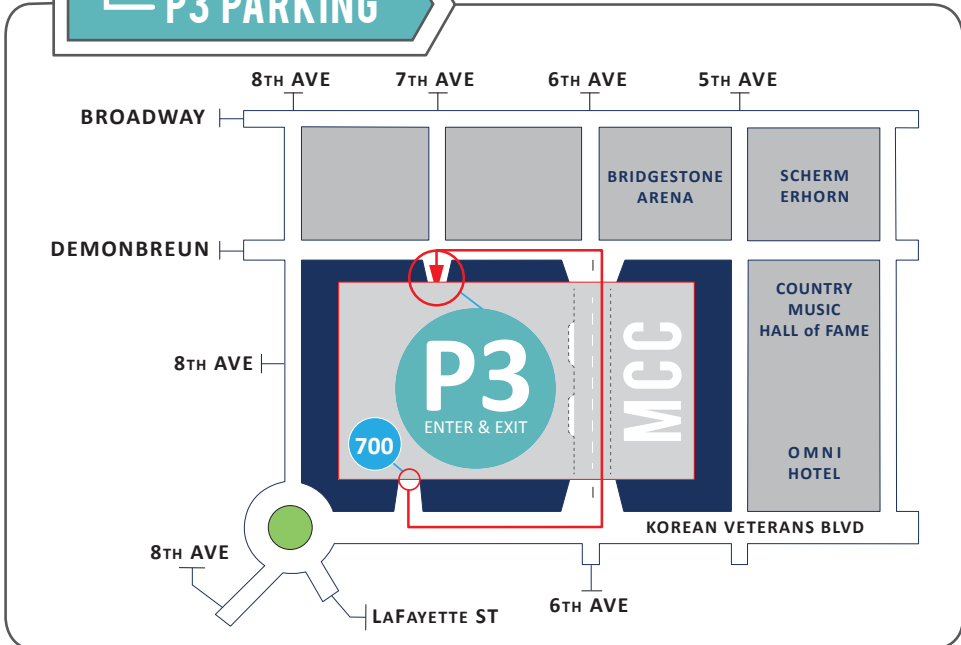 P3 PARKING
8TH AVE
7TH AVE
6TH AVE
5TH AVE
BROADWAY
BRIDGESTONE
ARENA
SCHERM
ERHORN
DEMONBREUN
COUNTRY
MUSIC
HALL of FAME
8TH AVE
P3
ENTER & EXIT
MCC
700
OMNI
HOTEL
KOREAN VETERANS BLVD
8TH AVE
6TH AVE
LAFAYETTE ST